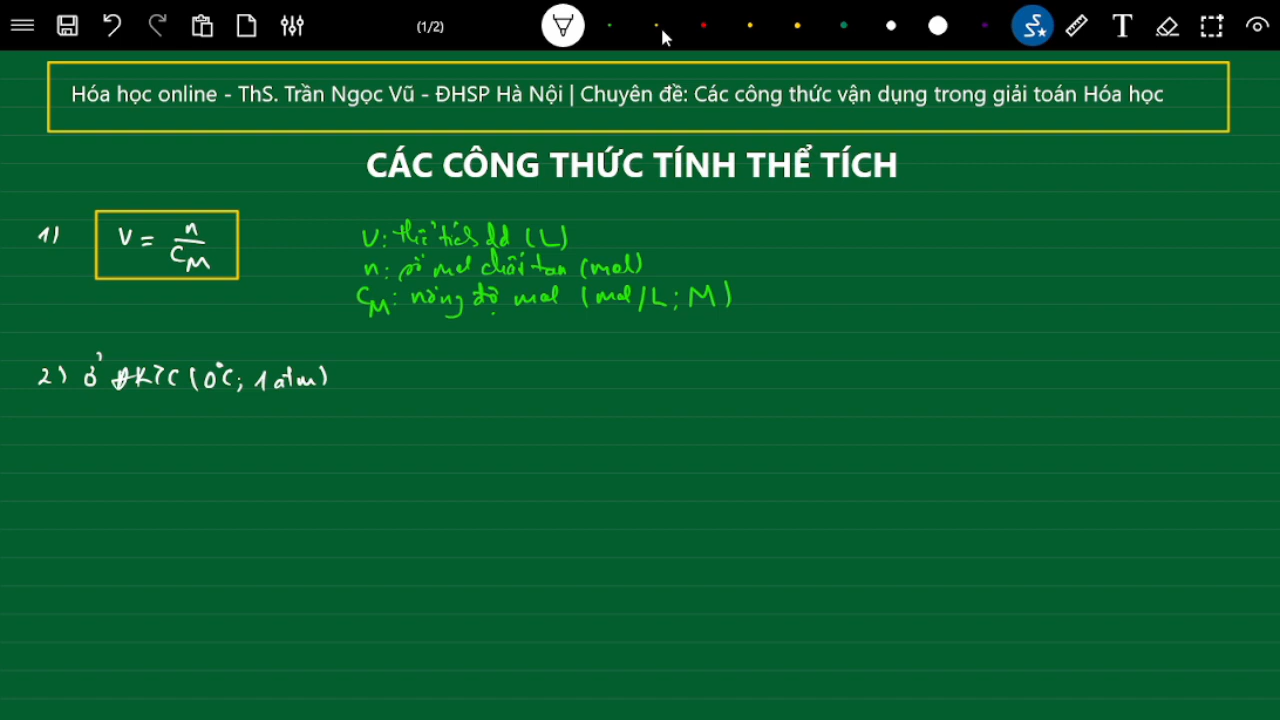 (1/2)
Hóa học online - ThS. Trần Ngọc Vũ - ĐHSP Hà Nội | Chuyên đề: Các công thức vận dụng trong giải toán Hóa học
CÁC CÔNG THỨC TÍNH THỂ TÍCH
1) V = n/C_M
V: thể tích dd (L)
n: số mol chất tan (mol)
C_M: nồng độ mol (mol/L; M)
2) ở ĐKTC (0°C; 1 atm)